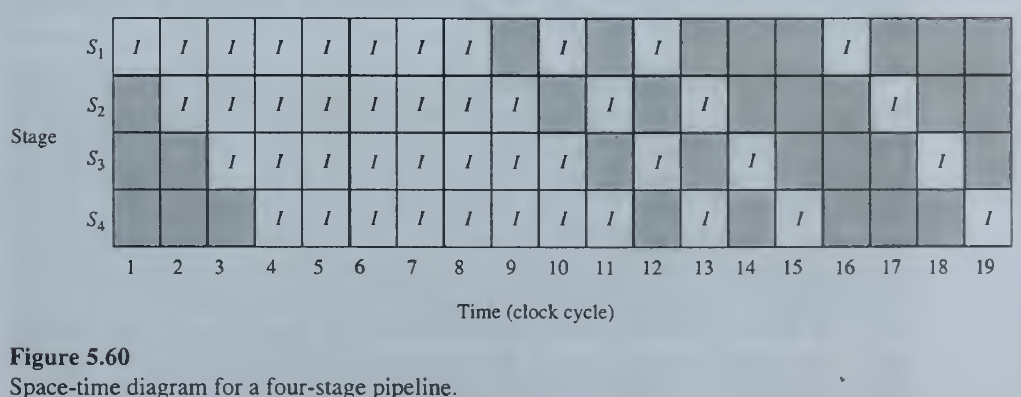 S1 I I I I I I I I I I I
S2 I I I I I I I I I I I
Stage
S3 I I I I I I I I I I I
S4 I I I I I I I I I I I
1 2 3 4 5 6 7 8 9 10 11 12 13 14 15 16 17 18 19
Time (clock cycle)
Figure 5.60
Space-time diagram for a four-stage pipeline.